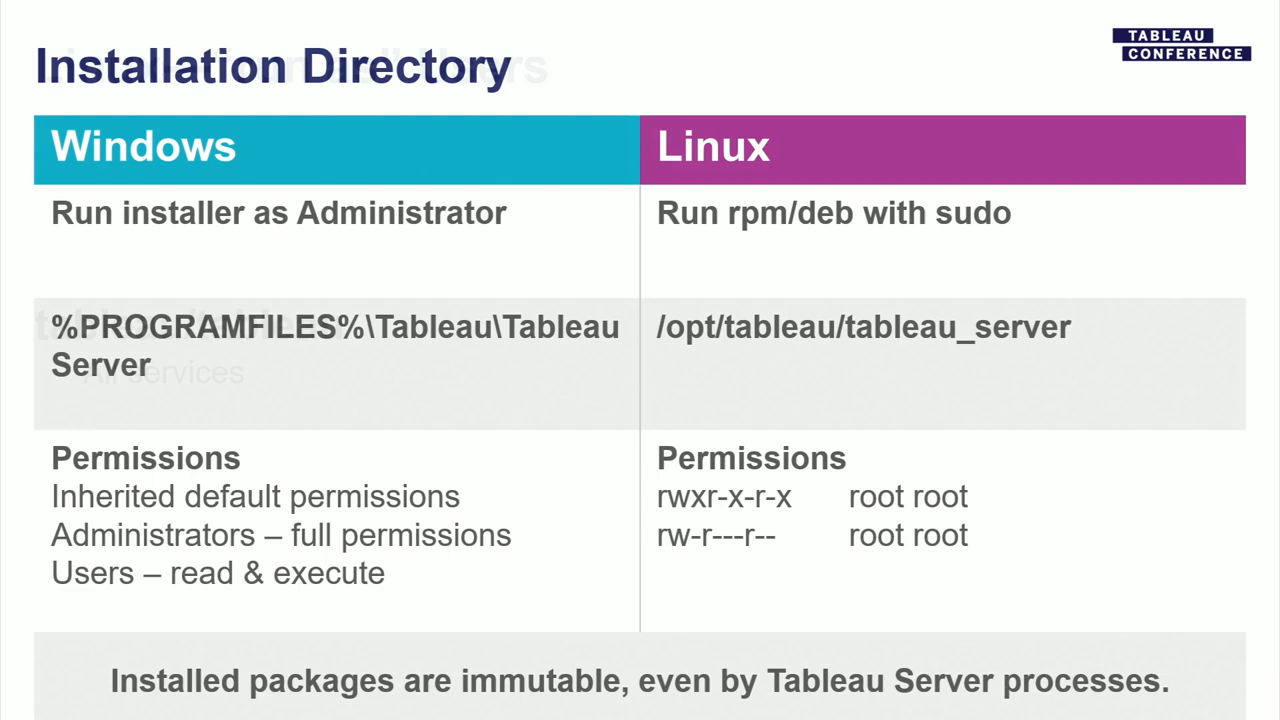 TABLEAU
CONFERENCE
Installation Directory
Windows
Linux
Run installer as Administrator
Run rpm/deb with sudo
%PROGRAMFILES%\Tableau\Tableau
Server
/opt/tableau/tableau_server
All services
Permissions
Inherited default permissions
Administrators – full permissions
Users – read & execute
Permissions
rwxr-x-r-x root root
rw-r---r-- root root
Installed packages are immutable, even by Tableau Server processes.